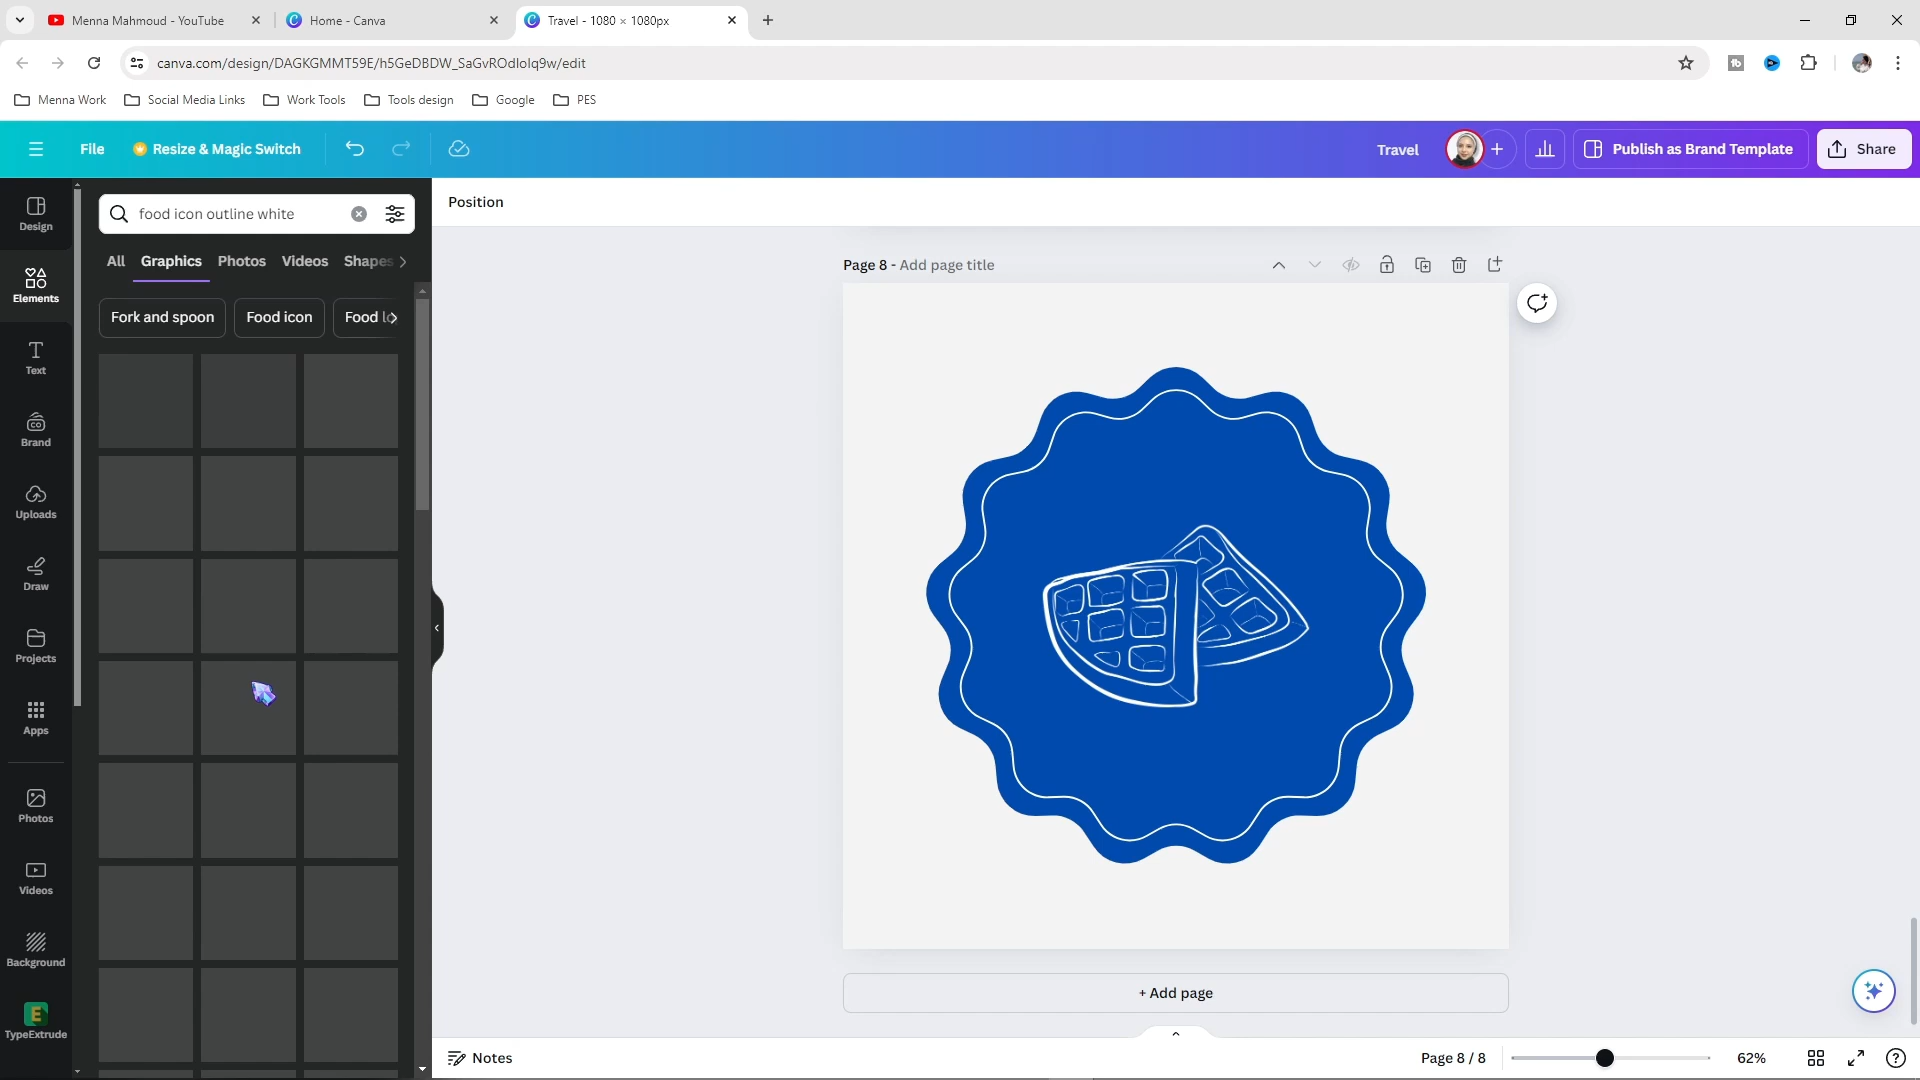 Menna Mahmoud - YouTube
Home - Canva
Travel - 1080 × 1080px
canva.com/design/DAGKGMMT59E/h5GeDBDW_SaGvROdIoIq9w/edit
Menna Work
Social Media Links
Work Tools
Tools design
Google
PES
File
Resize & Magic Switch
Travel
Publish as Brand Template
Share
Design
Elements
Text
Brand
Uploads
Draw
Projects
Apps
Photos
Videos
Background
TypeExtrude
food icon outline white
All
Graphics
Photos
Videos
Shapes
Fork and spoon
Food icon
Food lo
Position
Page 8 - Add page title
+ Add page
Notes
Page 8 / 8
62%